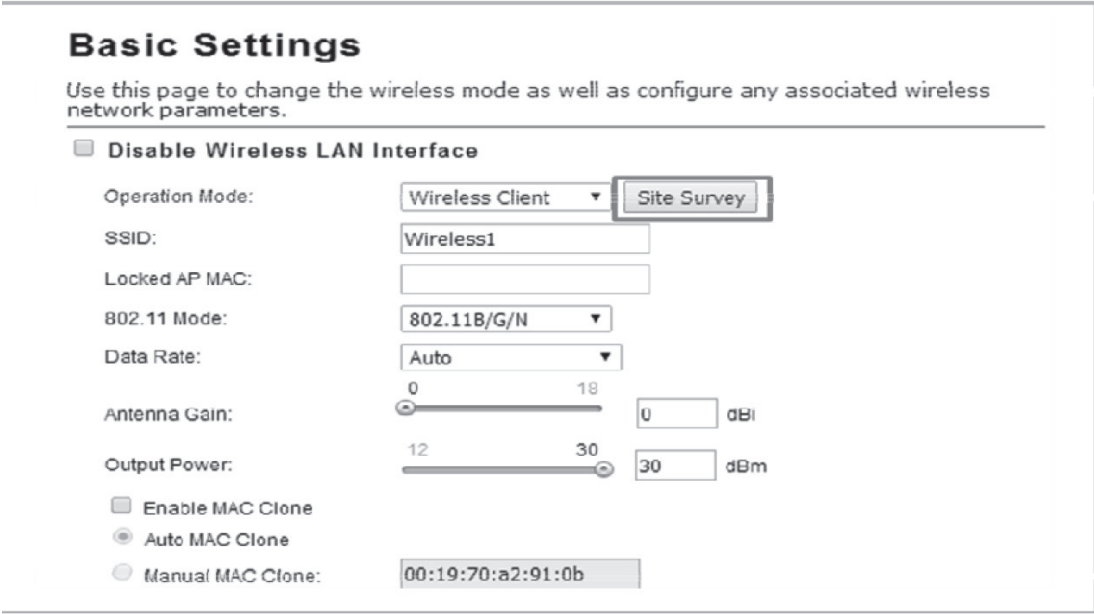 Basic Settings
Use this page to change the wireless mode as well as configure any associated wireless
network parameters.
Disable Wireless LAN Interface
Operation Mode: Wireless Client Site Survey
SSID: Wireless1
Locked AP MAC:
802.11 Mode: 802.11B/G/N
Data Rate: Auto
0 18
Antenna Gain: 0 dBi
12 30
Output Power: 30 dBm
Enable MAC Clone
Auto MAC Clone
Manual MAC Clone: 00:19:70:a2:91:0b